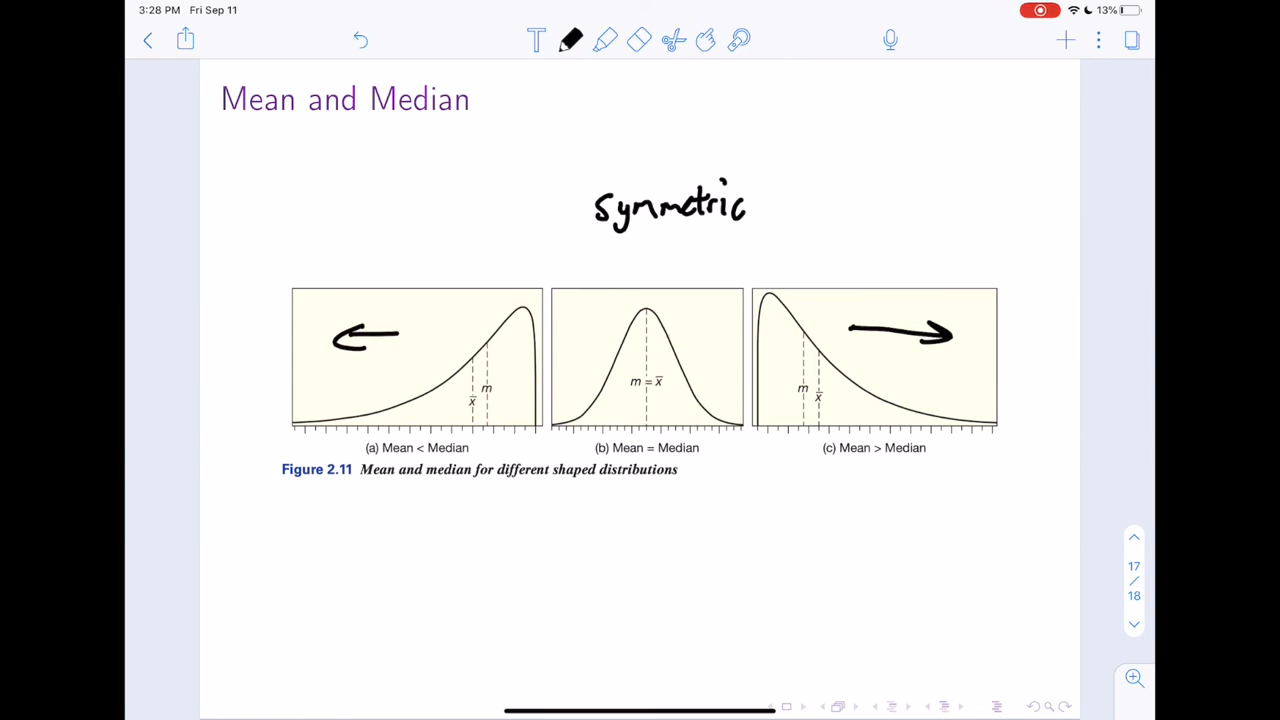 3:28 PM Fri Sep 11 13%
T
Mean and Median
symmetric
x̅ m
m = x̅
m x̅
(a) Mean < Median (b) Mean = Median (c) Mean > Median
Figure 2.11 Mean and median for different shaped distributions
17
/
18